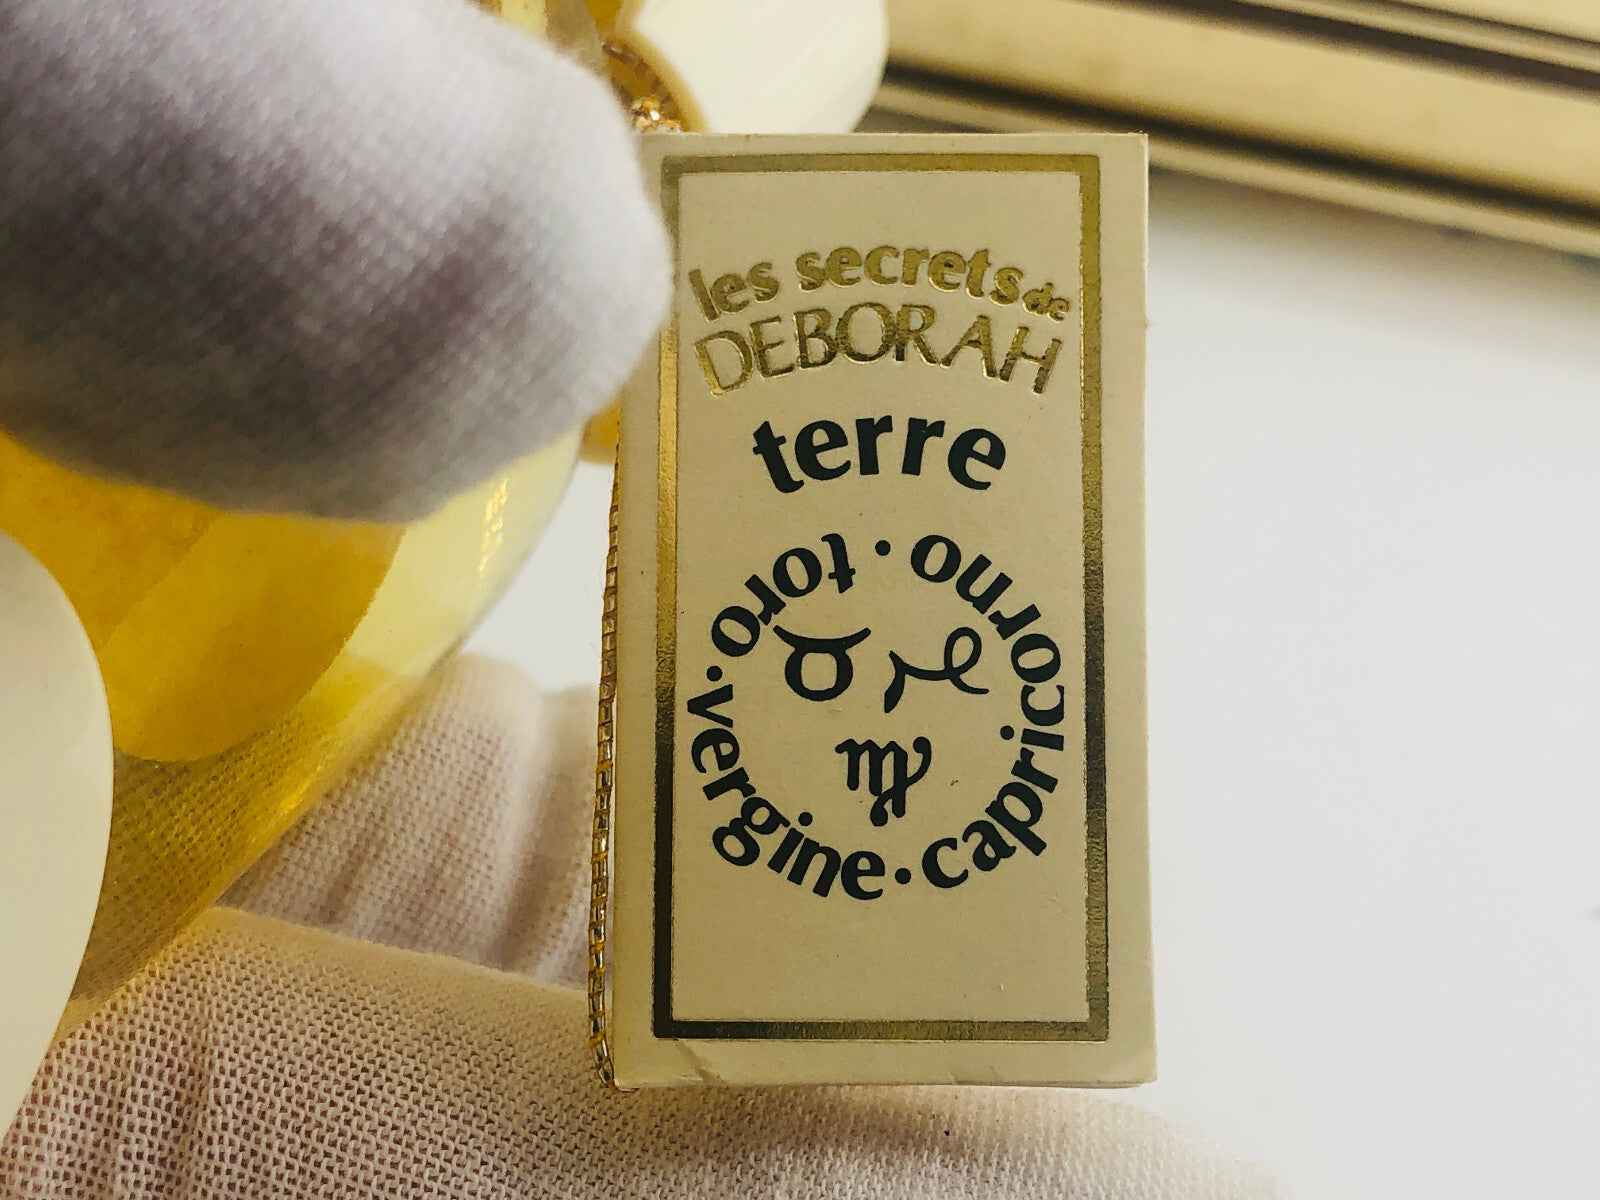 les secrets de
DEBORAH
terre
toro · vergine · capricorno ·